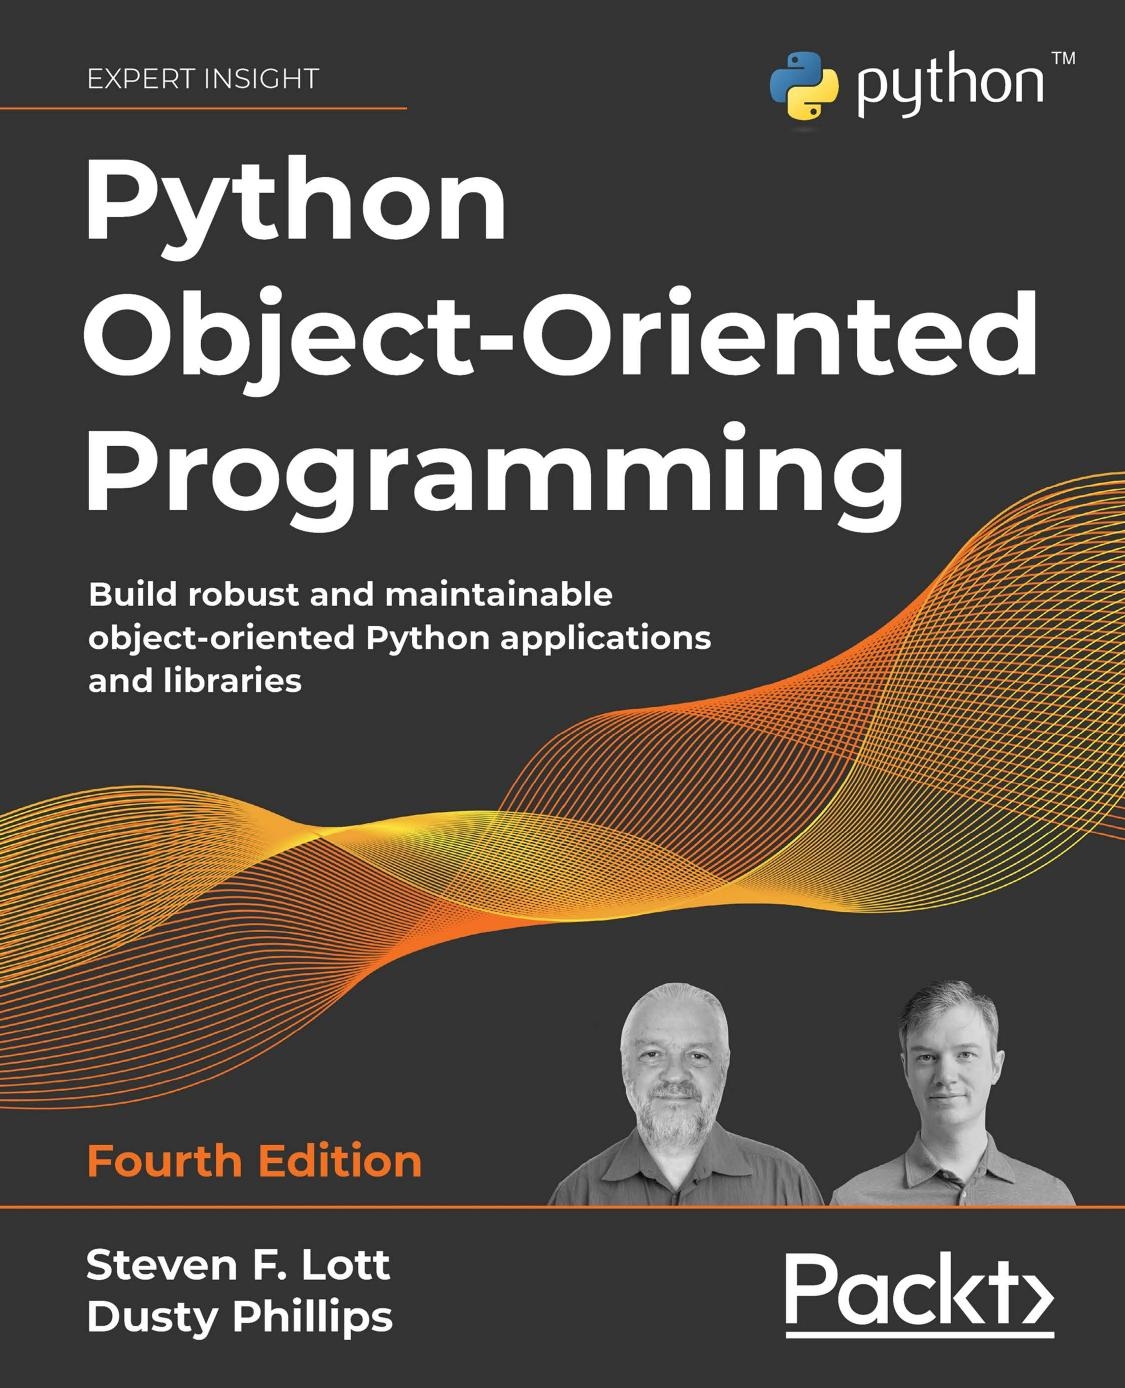 EXPERT INSIGHT
python™
Python
Object-Oriented
Programming
Build robust and maintainable
object-oriented Python applications
and libraries
Fourth Edition
Steven F. Lott
Dusty Phillips
Packt>